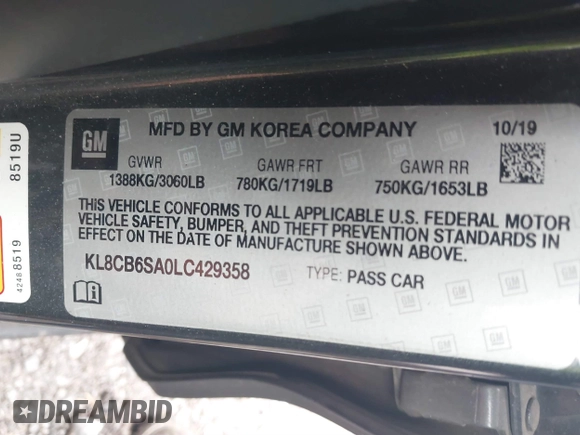 GM MFD BY GM KOREA COMPANY 10/19
GVWR GAWR FRT GAWR RR
1388KG/3060LB 780KG/1719LB 750KG/1653LB
THIS VEHICLE CONFORMS TO ALL APPLICABLE U.S. FEDERAL MOTOR
VEHICLE SAFETY, BUMPER, AND THEFT PREVENTION STANDARDS IN
EFFECT ON THE DATE OF MANUFACTURE SHOWN ABOVE.
KL8CB6SA0LC429358 TYPE: PASS CAR
8519U
42488519
DREAMBID